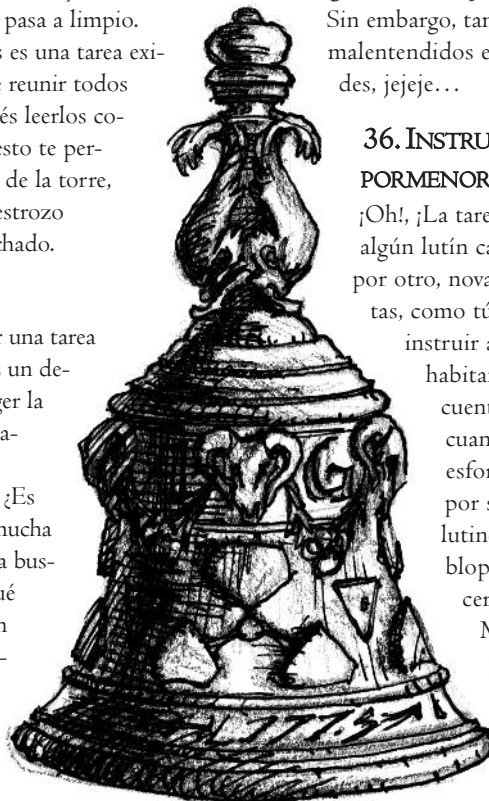 pasa a limpio.
s es una tarea exi-
e reunir todos
és leerlos co-
esto te per-
de la torre,
estrozo
chado.
r una tarea
s un de-
ger la
a-
¿Es
mucha
a bus-
ué
n
-
Sin embargo, tam
malentendidos e
des, jejeje…
36. INSTRU
PORMENOR
¡Oh!, ¡La tare
algún lutín ca
por otro, nova
tas, como tú
instruir a
habitan
cuent
cuan
esfor
por s
lutin
blop
cen
M
G